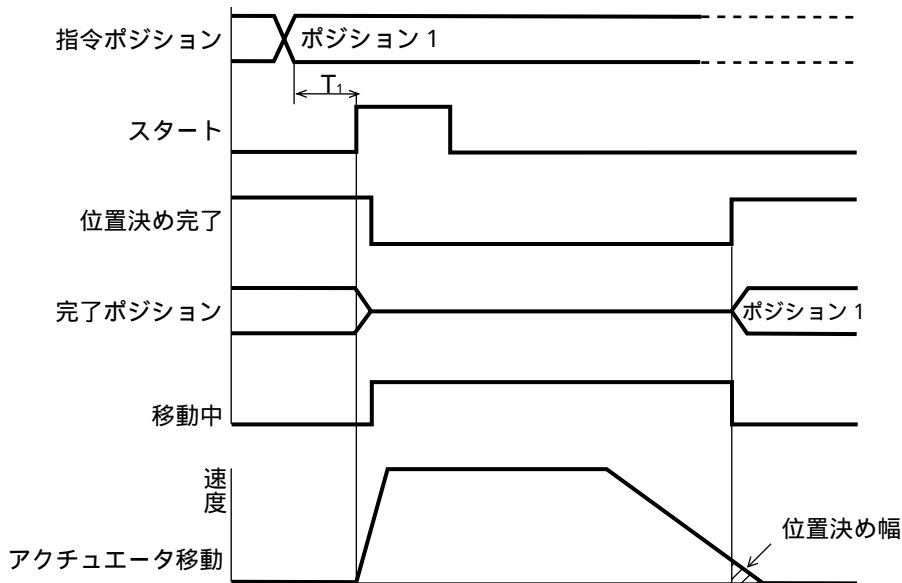 指令ポジション
ポジション 1
T1
スタート
位置決め完了
完了ポジション
ポジション 1
移動中
速度
位置決め幅
アクチュエータ移動